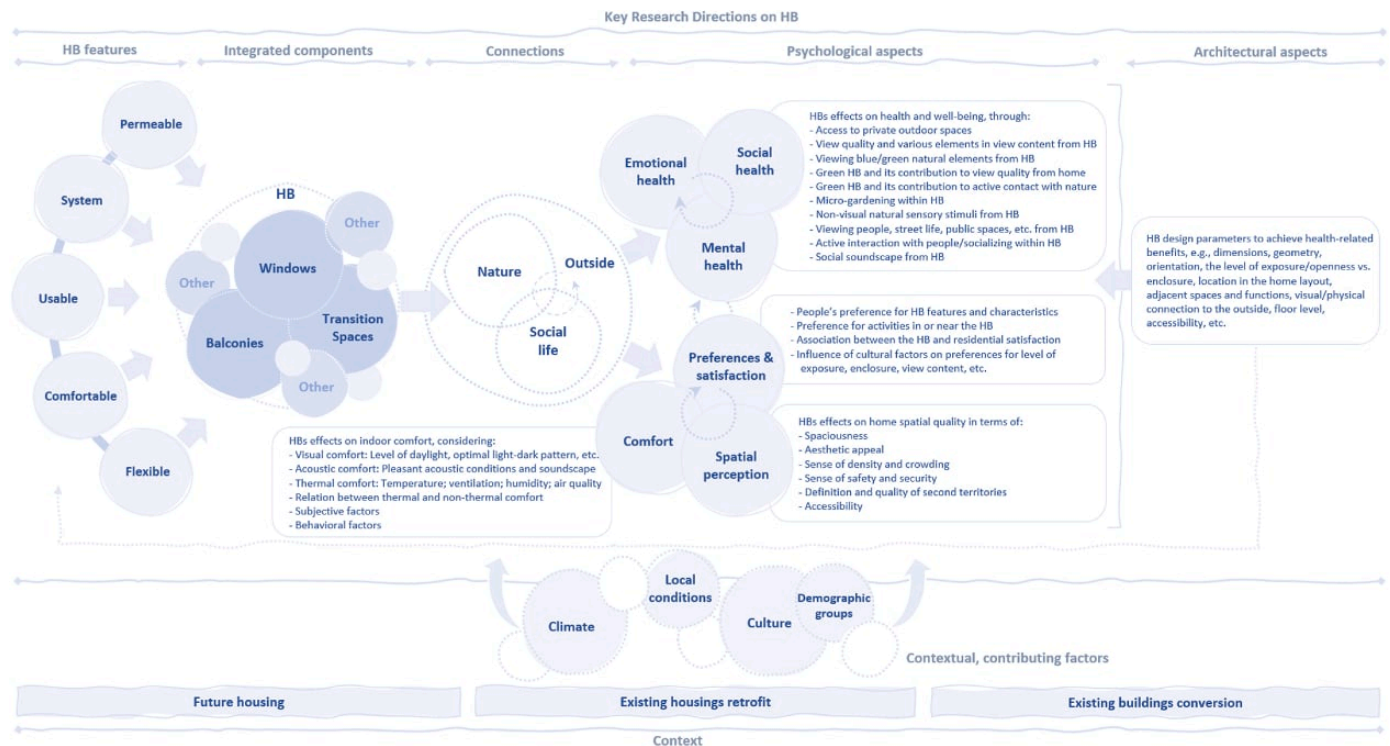 Key Research Directions on HB
HB features
Integrated components
Connections
Psychological aspects
Architectural aspects
Permeable
System
Usable
Comfortable
Flexible
HB
Other
Windows
Other
Balconies
Transition
Spaces
Other
Nature
Outside
Social
life
Emotional
health
Social
health
Mental
health
Preferences &
satisfaction
Comfort
Spatial
perception
HBs effects on health and well-being, through:
- Access to private outdoor spaces
- View quality and various elements in view content from HB
- Viewing blue/green natural elements from HB
- Green HB and its contribution to view quality from home
- Green HB and its contribution to active contact with nature
- Micro-gardening within HB
- Non-visual natural sensory stimuli from HB
- Viewing people, street life, public spaces, etc. from HB
- Active interaction with people/socializing within HB
- Social soundscape from HB
- People's preference for HB features and characteristics
- Preference for activities in or near the HB
- Association between the HB and residential satisfaction
- Influence of cultural factors on preferences for level of
exposure, enclosure, view content, etc.
HBs effects on home spatial quality in terms of:
- Spaciousness
- Aesthetic appeal
- Sense of density and crowding
- Sense of safety and security
- Definition and quality of second territories
- Accessibility
HB design parameters to achieve health-related
benefits, e.g., dimensions, geometry,
orientation, the level of exposure/openness vs.
enclosure, location in the home layout,
adjacent spaces and functions, visual/physical
connection to the outside, floor level,
accessibility, etc.
HBs effects on indoor comfort, considering:
- Visual comfort: Level of daylight, optimal light-dark pattern, etc.
- Acoustic comfort: Pleasant acoustic conditions and soundscape
- Thermal comfort: Temperature; ventilation; humidity; air quality
- Relation between thermal and non-thermal comfort
- Subjective factors
- Behavioral factors
Climate
Local
conditions
Culture
Demographic
groups
Contextual, contributing factors
Future housing
Existing housings retrofit
Existing buildings conversion
Context